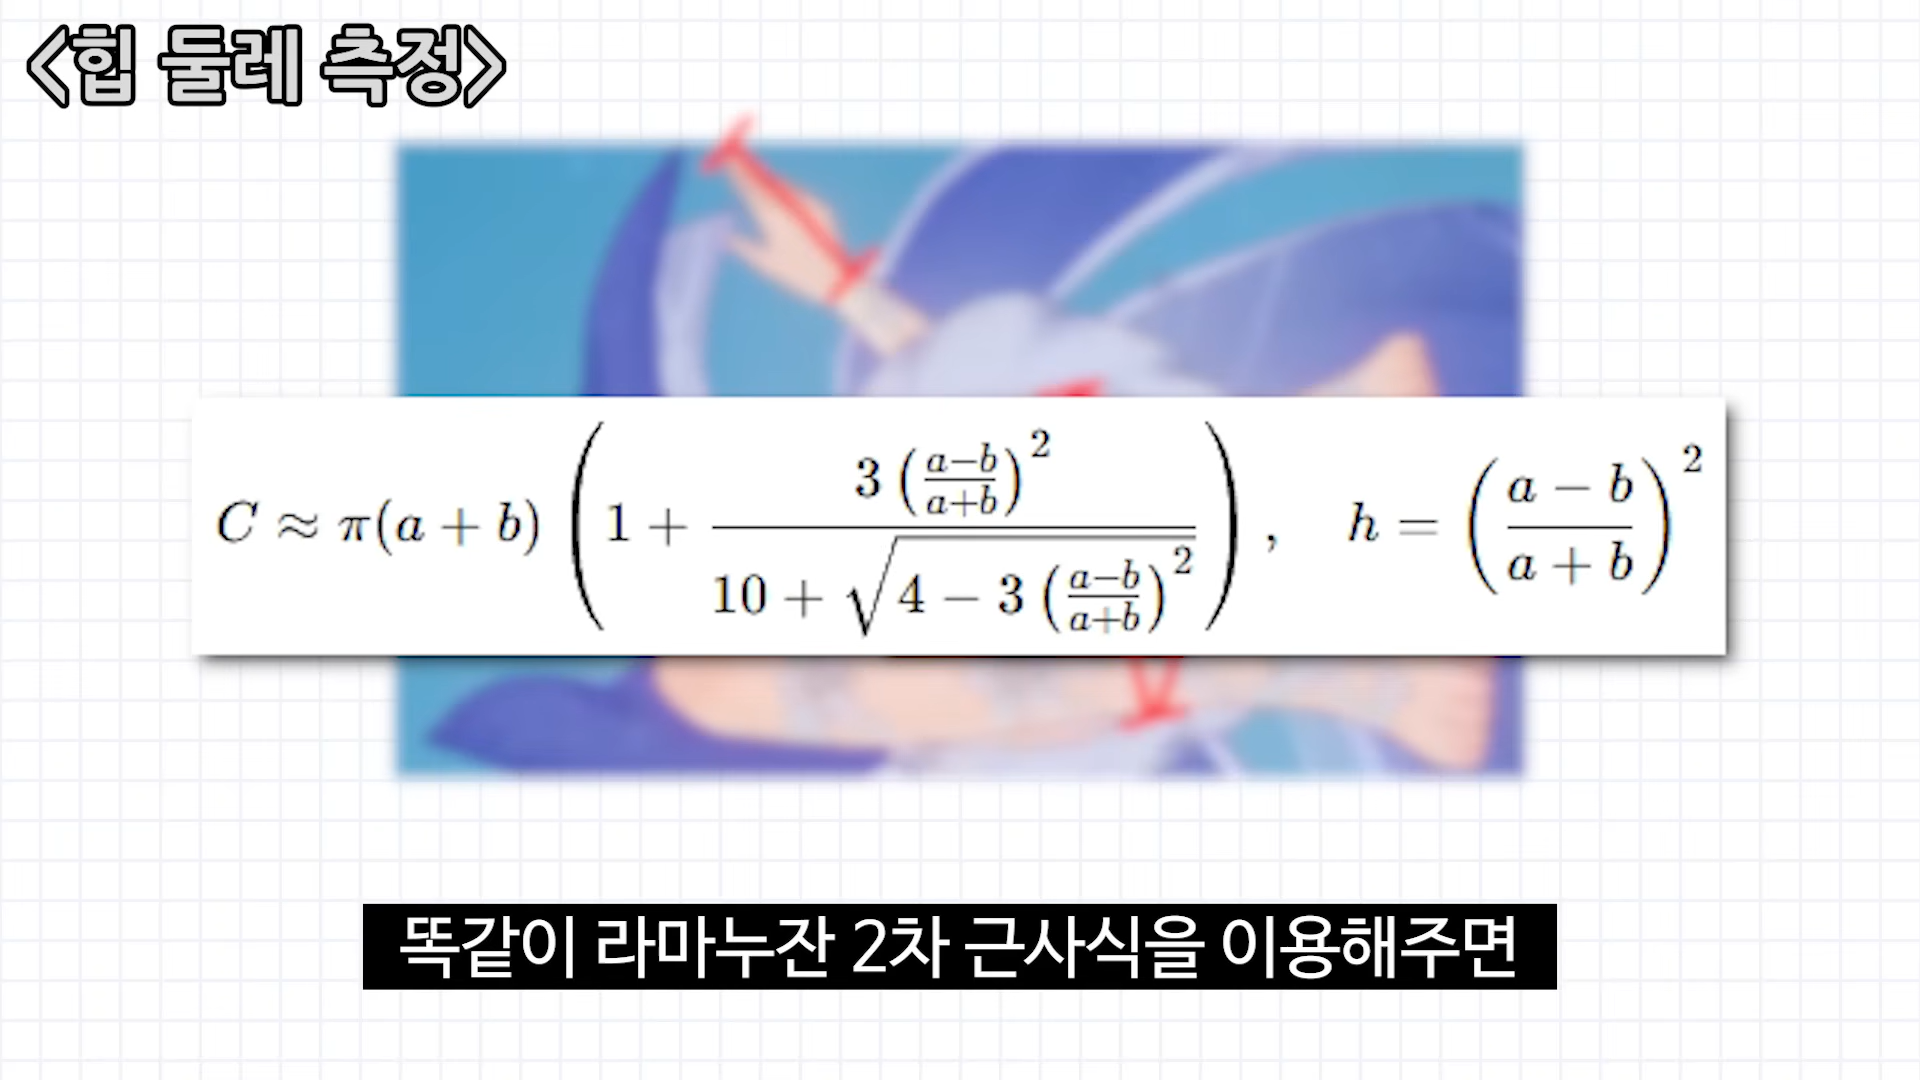 <힙 둘레 측정>
C ≈ π(a + b) (1 + 3 ((a−b)/(a+b))² / (10 + √(4 − 3 ((a−b)/(a+b))²))) , h = ((a − b)/(a + b))²
똑같이 라마누잔 2차 근사식을 이용해주면